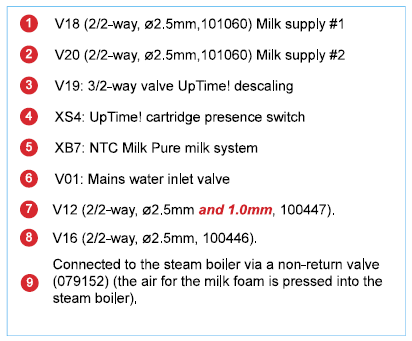 1 V18 (2/2-way, ø2.5mm,101060) Milk supply #1
2 V20 (2/2-way, ø2.5mm,101060) Milk supply #2
3 V19: 3/2-way valve UpTime! descaling
4 XS4: UpTime! cartridge presence switch
5 XB7: NTC Milk Pure milk system
6 V01: Mains water inlet valve
7 V12 (2/2-way, ø2.5mm and 1.0mm, 100447).
8 V16 (2/2-way, ø2.5mm, 100446).
Connected to the steam boiler via a non-return valve
9 (079152) (the air for the milk foam is pressed into the
steam boiler),